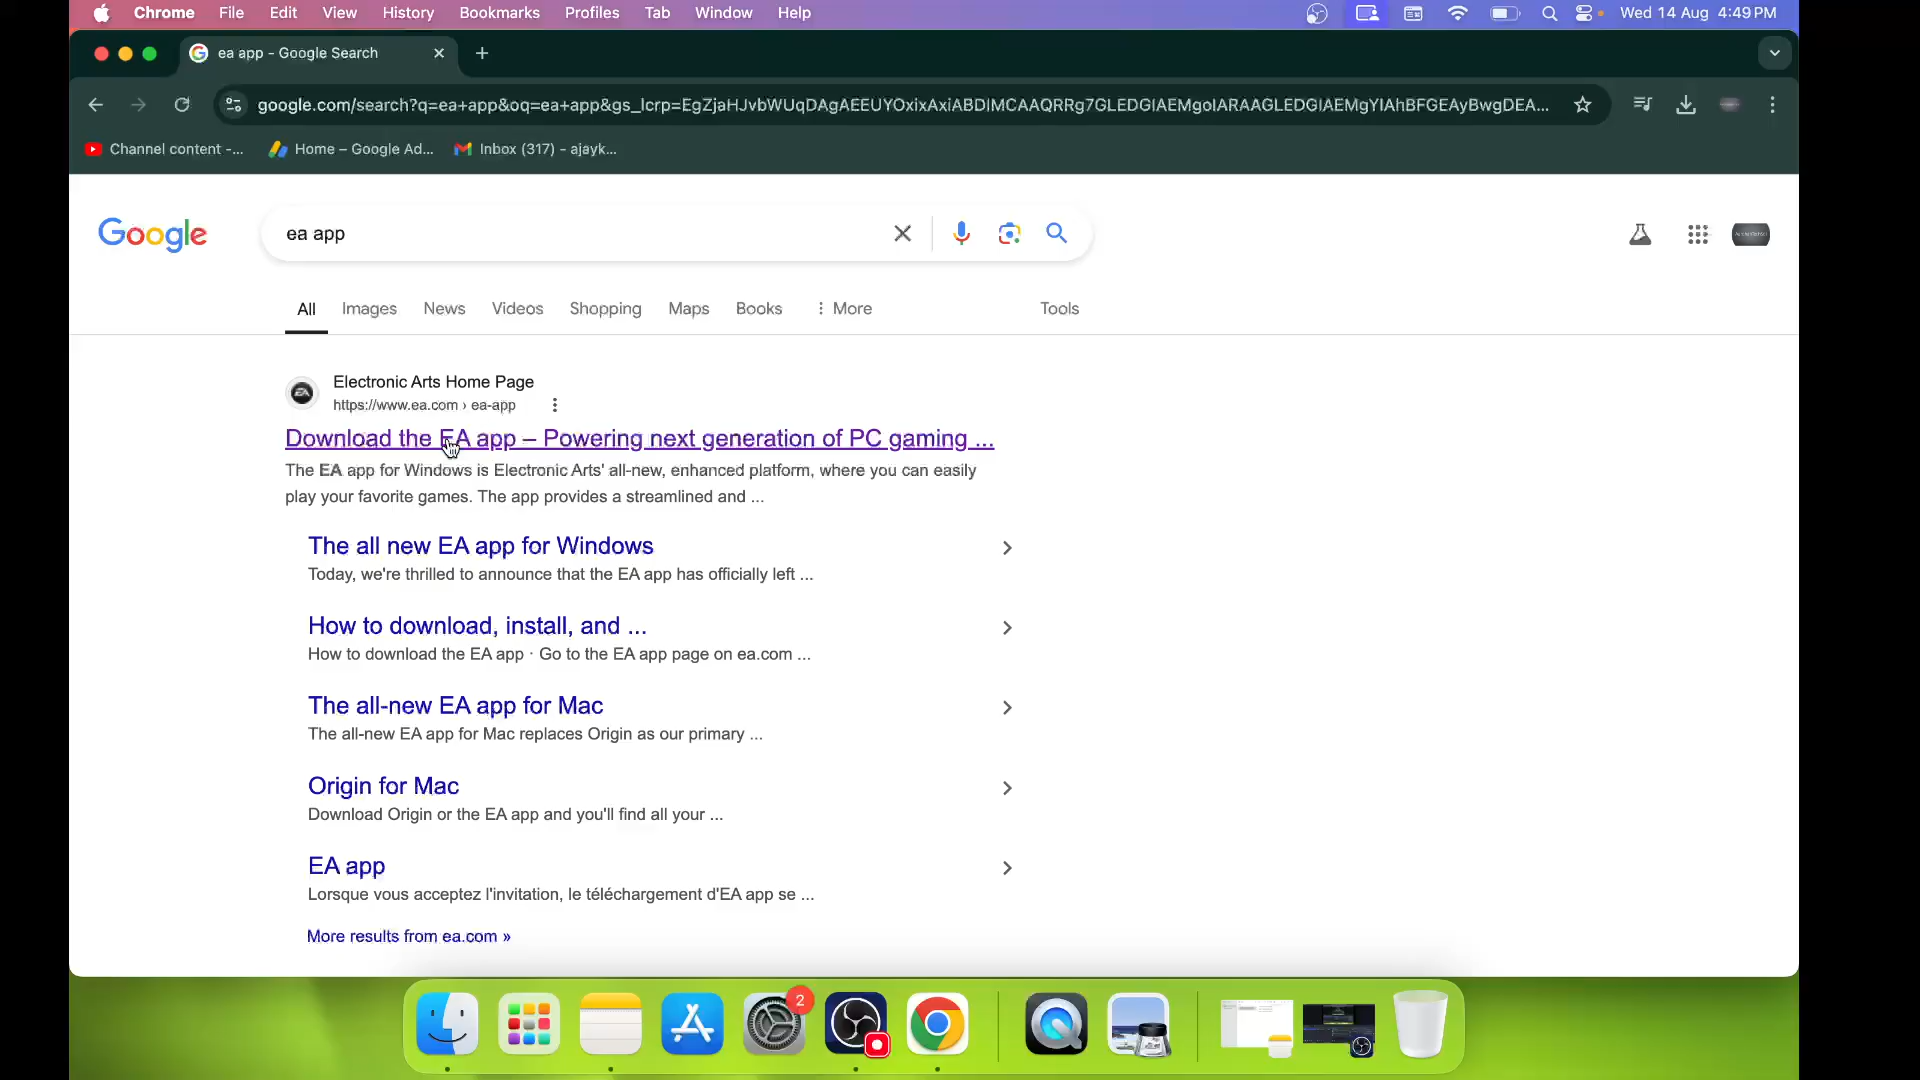 Chrome File Edit View History Bookmarks Profiles Tab Window Help Wed 14 Aug 4:49 PM
ea app - Google Search
google.com/search?q=ea+app&oq=ea+app&gs_lcrp=EgZjaHJvbWUqDAgAEEUYOxixAxiABDIMCAAQRRg7GLEDGIAEMgoIARAAGLEDGIAEMgYIAhBFGEAyBwgDEA...
Channel content -... Home – Google Ad... Inbox (317) - ajayk...
Google ea app
All Images News Videos Shopping Maps Books More Tools
Electronic Arts Home Page
https://www.ea.com › ea-app
Download the EA app – Powering next generation of PC gaming ...
The EA app for Windows is Electronic Arts' all-new, enhanced platform, where you can easily
play your favorite games. The app provides a streamlined and ...
The all new EA app for Windows
Today, we're thrilled to announce that the EA app has officially left ...
How to download, install, and ...
How to download the EA app · Go to the EA app page on ea.com ...
The all-new EA app for Mac
The all-new EA app for Mac replaces Origin as our primary ...
Origin for Mac
Download Origin or the EA app and you'll find all your ...
EA app
Lorsque vous acceptez l'invitation, le téléchargement d'EA app se ...
More results from ea.com »
2